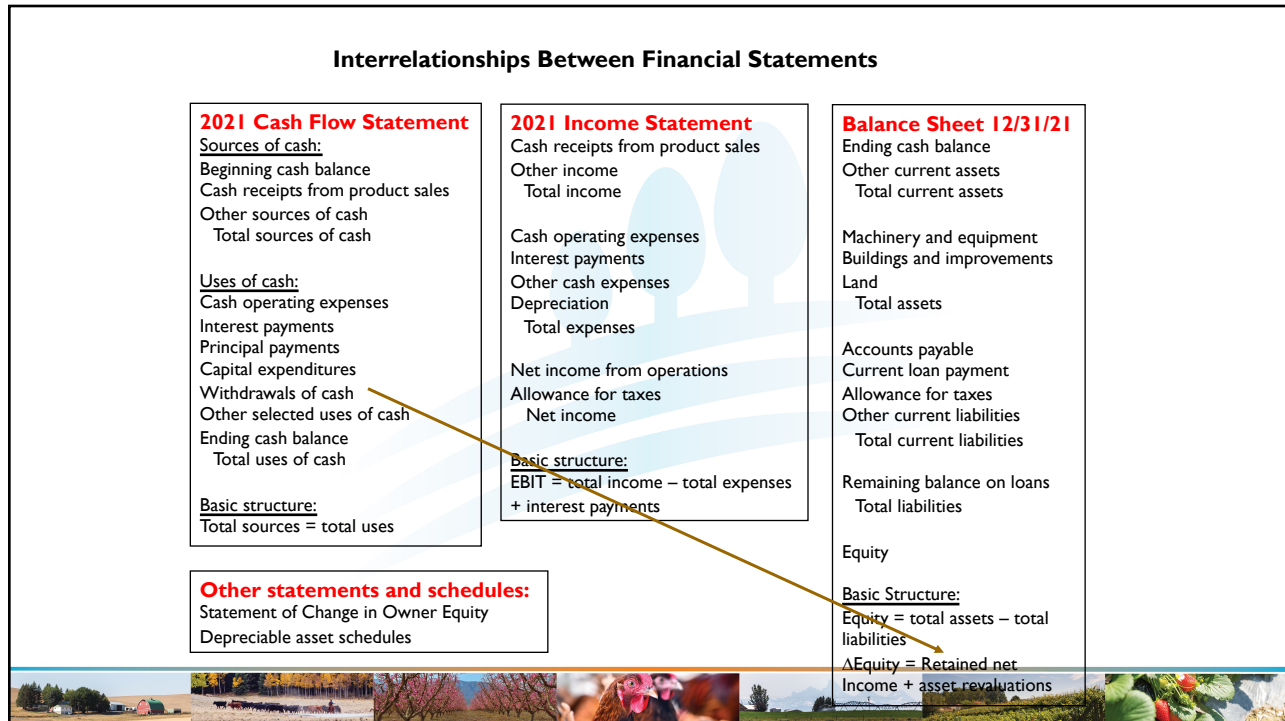 Interrelationships Between Financial Statements
2021 Cash Flow Statement
Sources of cash:
Beginning cash balance
Cash receipts from product sales
Other sources of cash
Total sources of cash
Uses of cash:
Cash operating expenses
Interest payments
Principal payments
Capital expenditures
Withdrawals of cash
Other selected uses of cash
Ending cash balance
Total uses of cash
Basic structure:
Total sources = total uses
2021 Income Statement
Cash receipts from product sales
Other income
Total income
Cash operating expenses
Interest payments
Other cash expenses
Depreciation
Total expenses
Net income from operations
Allowance for taxes
Net income
Basic structure:
EBIT = total income – total expenses
+ interest payments
Balance Sheet 12/31/21
Ending cash balance
Other current assets
Total current assets
Machinery and equipment
Buildings and improvements
Land
Total assets
Accounts payable
Current loan payment
Allowance for taxes
Other current liabilities
Total current liabilities
Remaining balance on loans
Total liabilities
Equity
Basic Structure:
Equity = total assets – total
liabilities
∆Equity = Retained net
Income + asset revaluations
Other statements and schedules:
Statement of Change in Owner Equity
Depreciable asset schedules